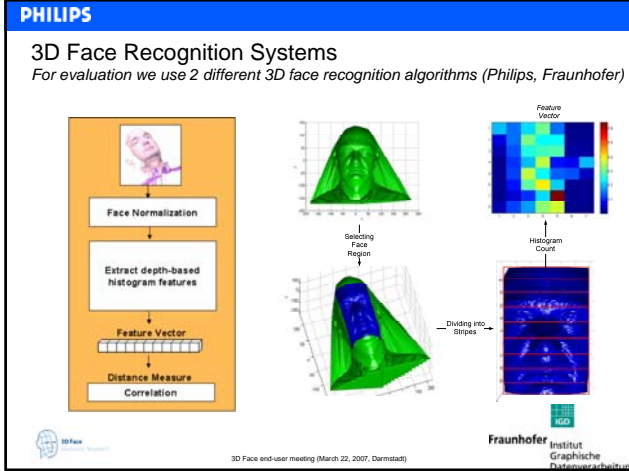 PHILIPS
3D Face Recognition Systems
For evaluation we use 2 different 3D face recognition algorithms (Philips, Fraunhofer)
Face Normalization
Extract depth-based
histogram features
Feature Vector
Distance Measure
Correlation
Selecting
Face
Region
Dividing into
Stripes
Histogram
Count
Feature
Vector
3D Face
3D Face end-user meeting (March 22, 2007, Darmstadt)
IGD
Fraunhofer Institut
Graphische
Datenverarbeitung